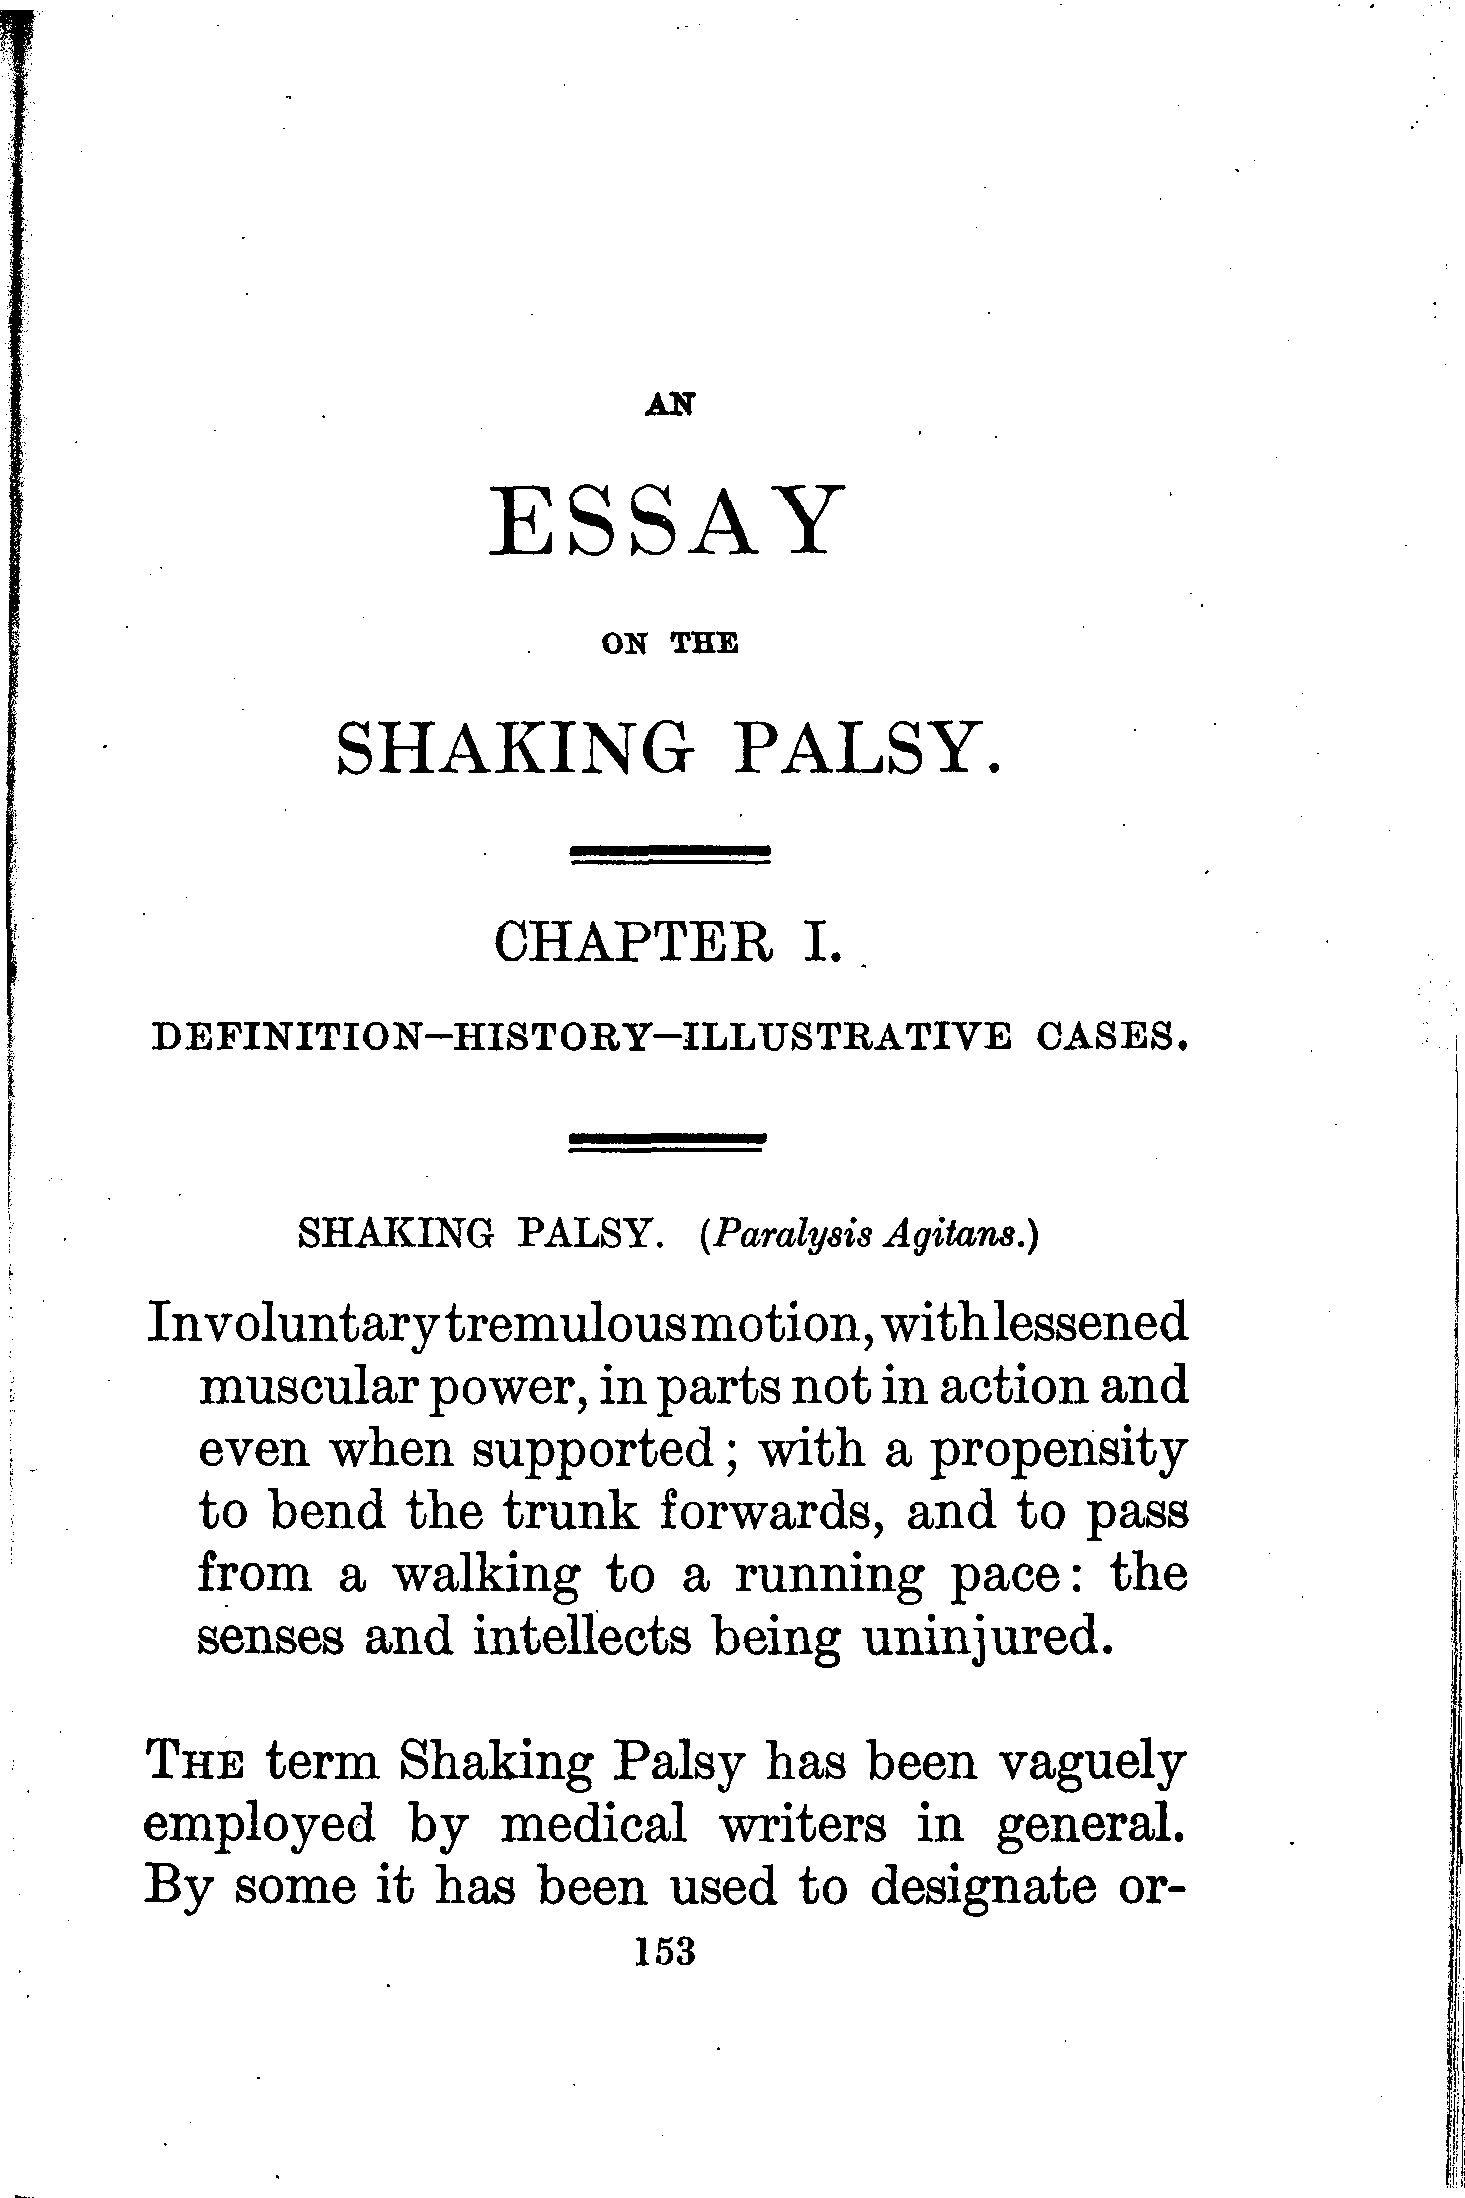 AN
ESSAY
ON THE
SHAKING PALSY.
CHAPTER I.
DEFINITION—HISTORY—ILLUSTRATIVE CASES.
SHAKING PALSY. (Paralysis Agitans.)
Involuntary tremulous motion, with lessened
muscular power, in parts not in action and
even when supported; with a propensity
to bend the trunk forwards, and to pass
from a walking to a running pace: the
senses and intellects being uninjured.
THE term Shaking Palsy has been vaguely
employed by medical writers in general.
By some it has been used to designate or-
153